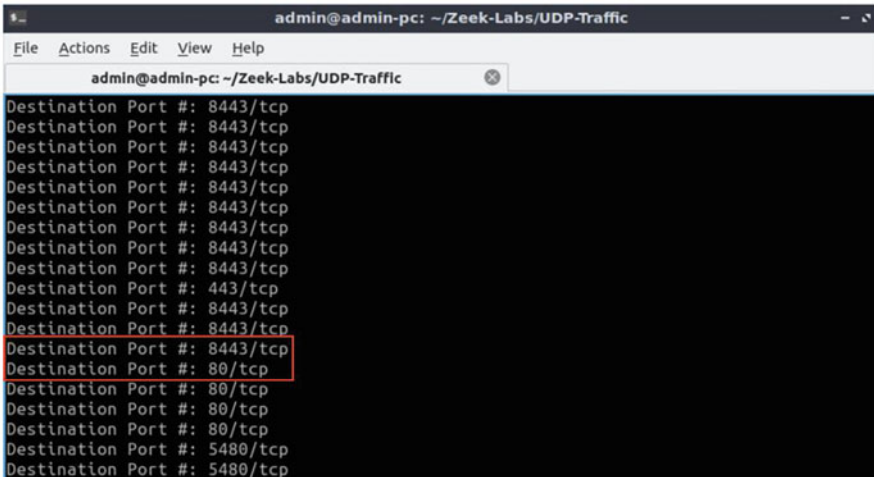 admin@admin-pc: ~/Zeek-Labs/UDP-Traffic
File Actions Edit View Help
admin@admin-pc: ~/Zeek-Labs/UDP-Traffic
Destination Port #: 8443/tcp
Destination Port #: 8443/tcp
Destination Port #: 8443/tcp
Destination Port #: 8443/tcp
Destination Port #: 8443/tcp
Destination Port #: 8443/tcp
Destination Port #: 8443/tcp
Destination Port #: 8443/tcp
Destination Port #: 8443/tcp
Destination Port #: 443/tcp
Destination Port #: 8443/tcp
Destination Port #: 8443/tcp
Destination Port #: 8443/tcp
Destination Port #: 80/tcp
Destination Port #: 80/tcp
Destination Port #: 80/tcp
Destination Port #: 80/tcp
Destination Port #: 5480/tcp
Destination Port #: 5480/tcp